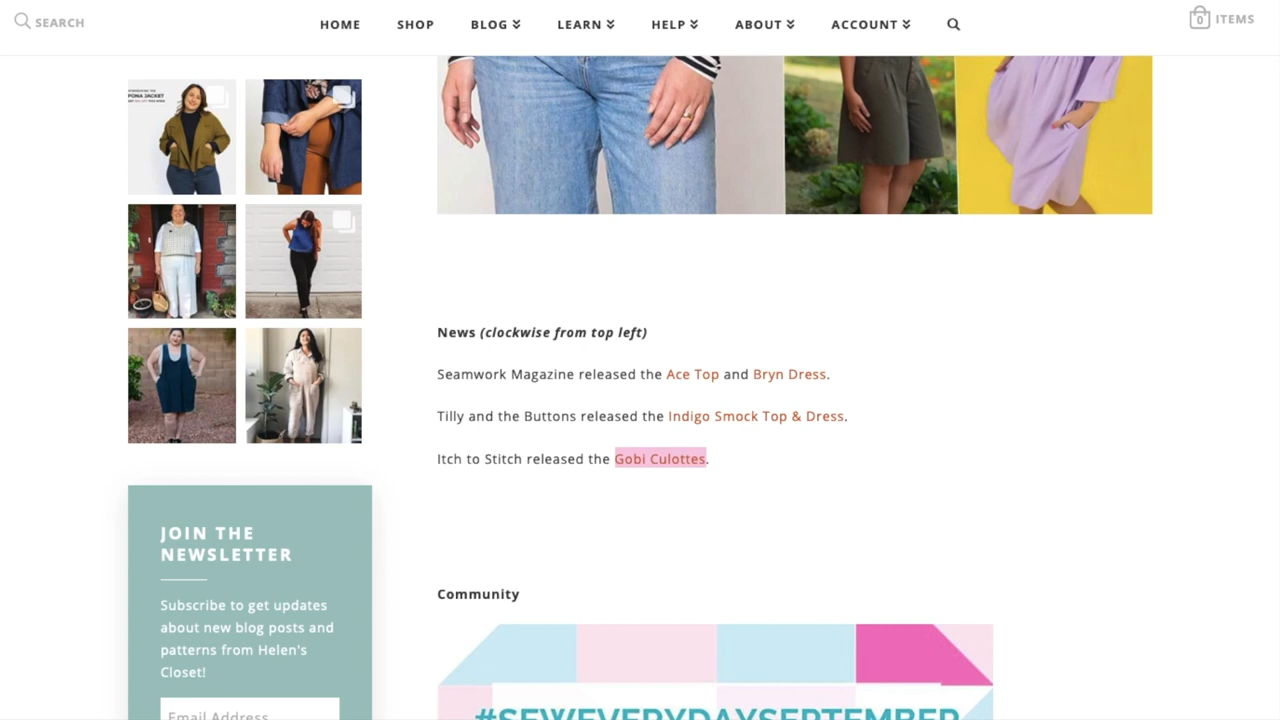 SEARCH
HOME
SHOP
BLOG
LEARN
HELP
ABOUT
ACCOUNT
0
ITEMS
PONA JACKET
News (clockwise from top left)
Seamwork Magazine released the Ace Top and Bryn Dress.
Tilly and the Buttons released the Indigo Smock Top & Dress.
Itch to Stitch released the Gobi Culottes.
JOIN THE
NEWSLETTER
Subscribe to get updates
about new blog posts and
patterns from Helen's
Closet!
Email Address
Community
#SEWEVERYDAYSEPTEMBER